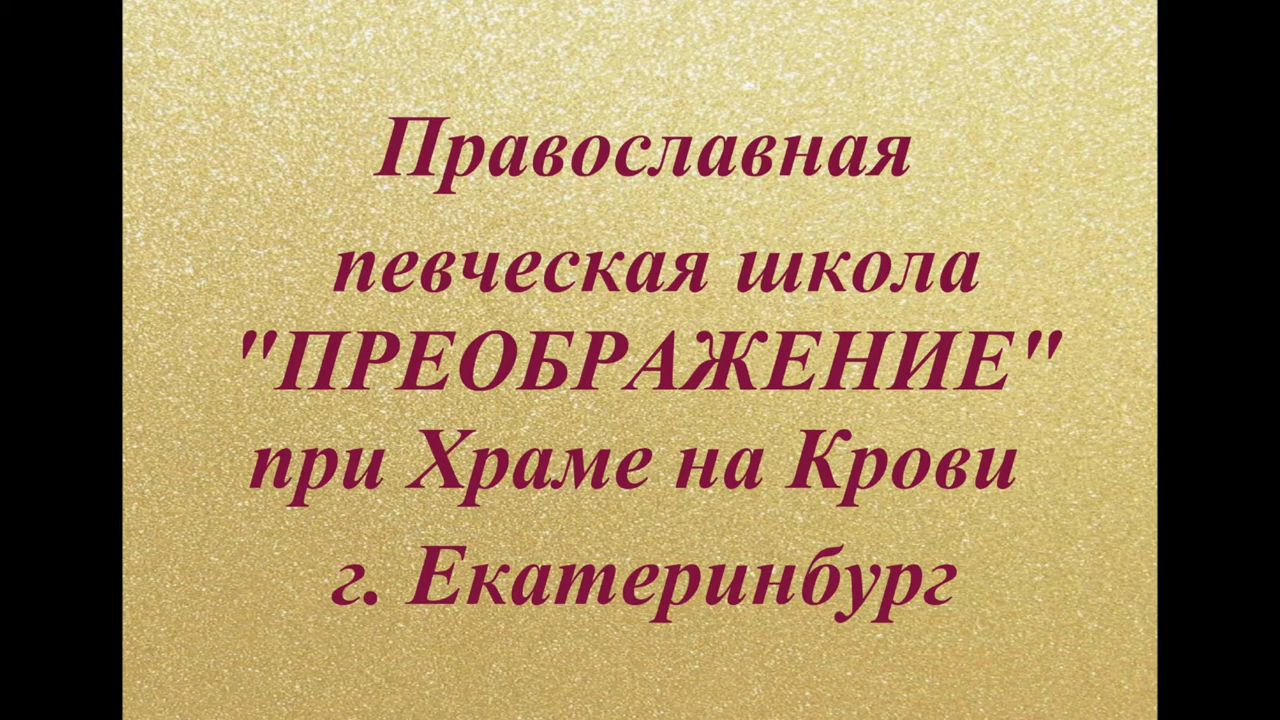 Православная
певческая школа
"ПРЕОБРАЖЕНИЕ"
при Храме на Крови
г. Екатеринбург